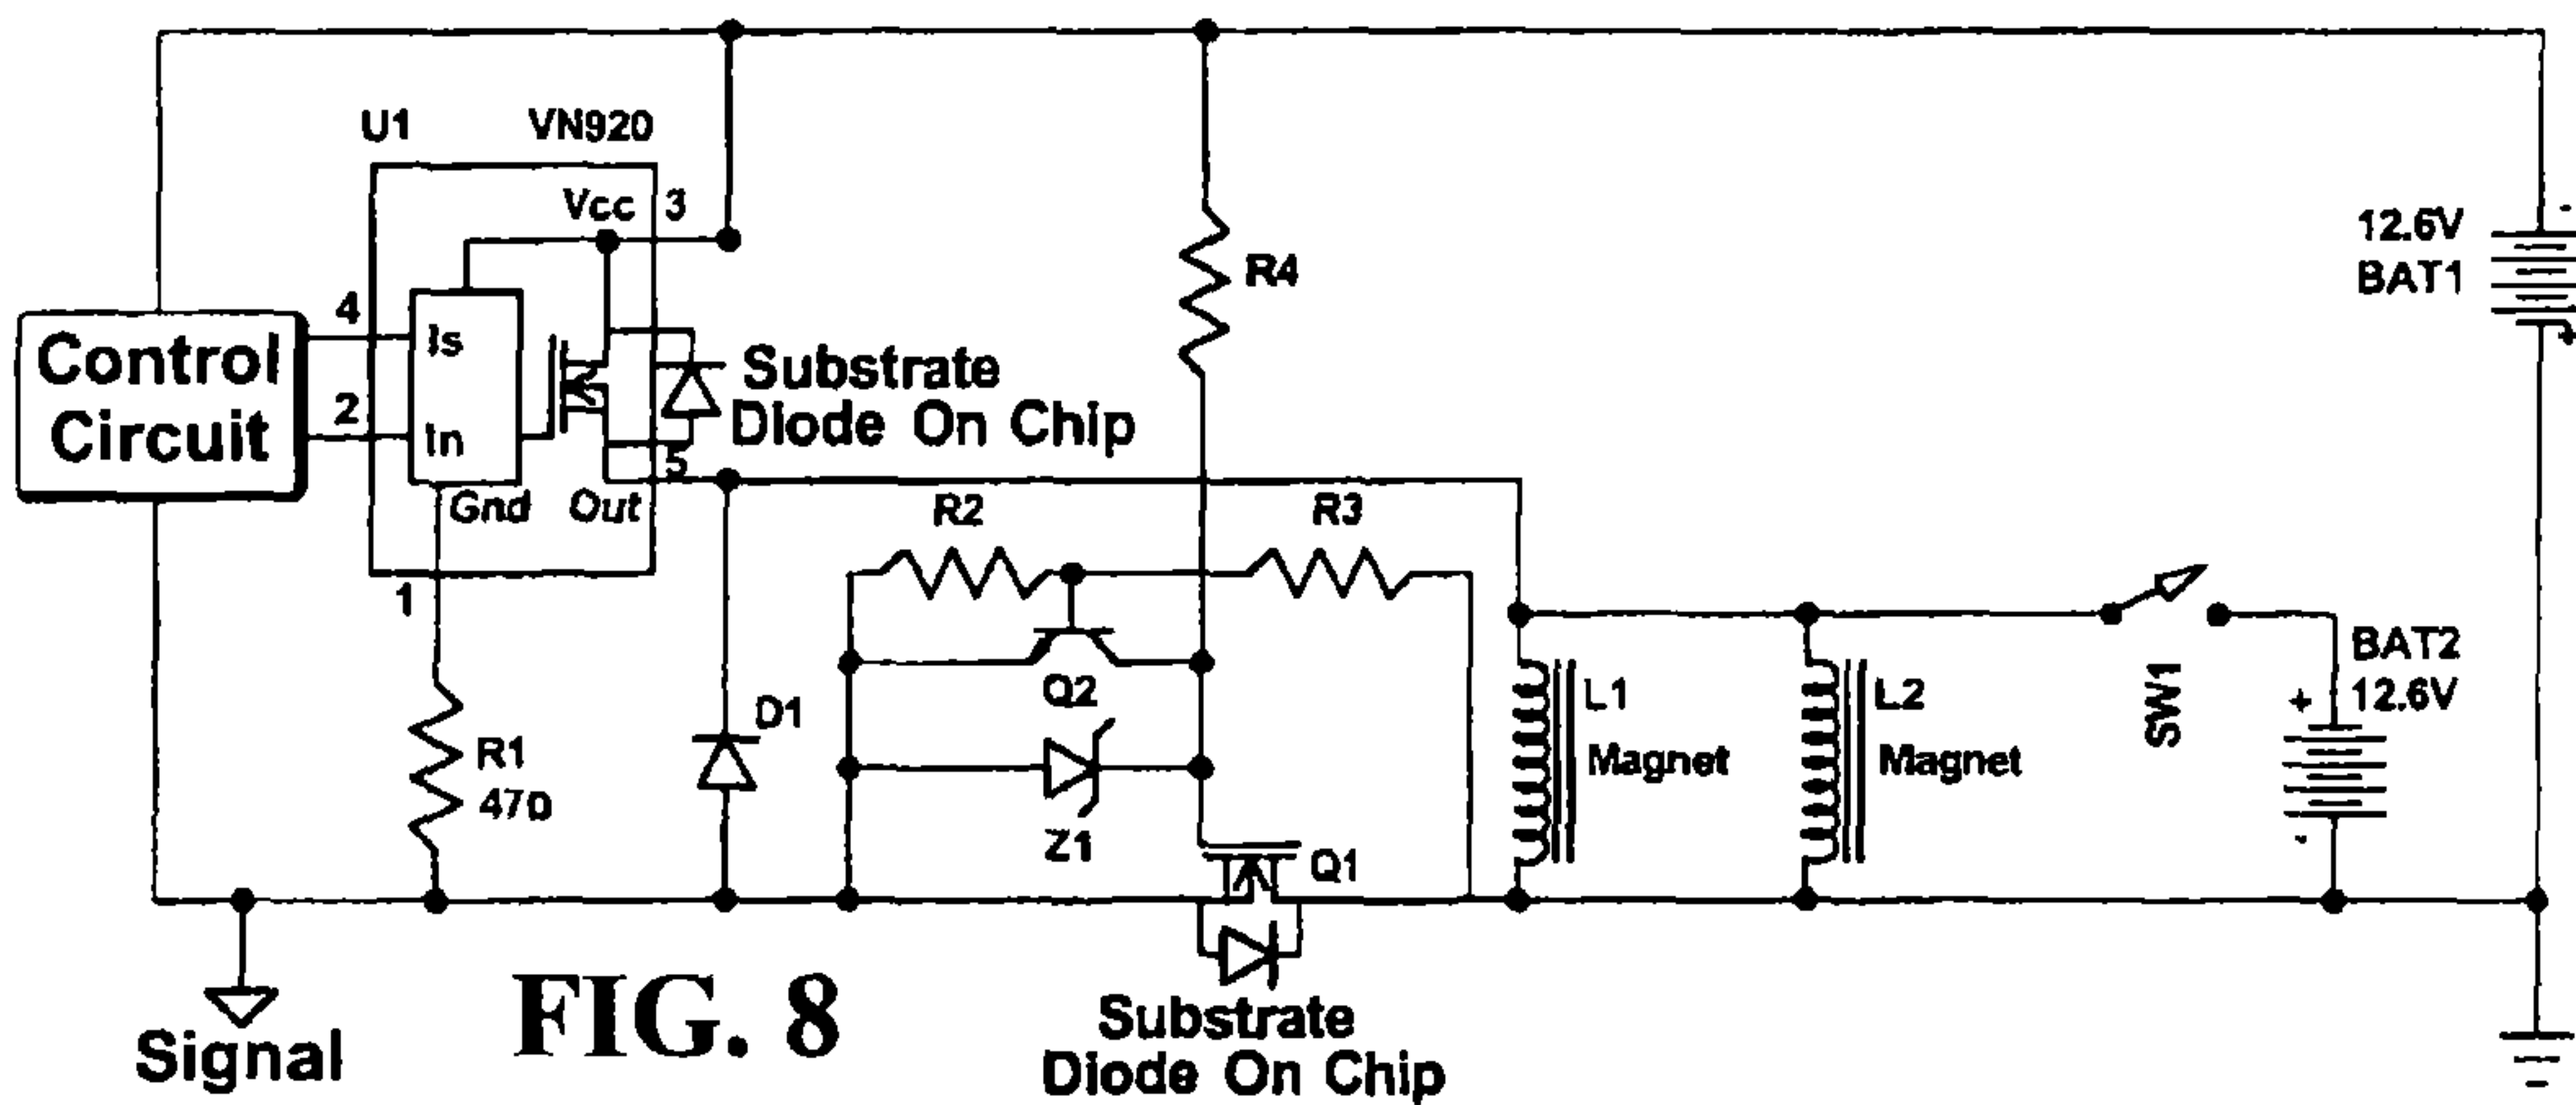 U1 VN920
Vcc 3
4
Is
Control
Circuit
2
In
Substrate
Diode On Chip
5
Gnd Out
1
R4
12.6V
BAT1
-
+
R2
R3
Q2
D1
R1
470
Z1
Q1
L1
Magnet
L2
Magnet
SW1
BAT2
12.6V
+
-
Signal
FIG. 8
Substrate
Diode On Chip